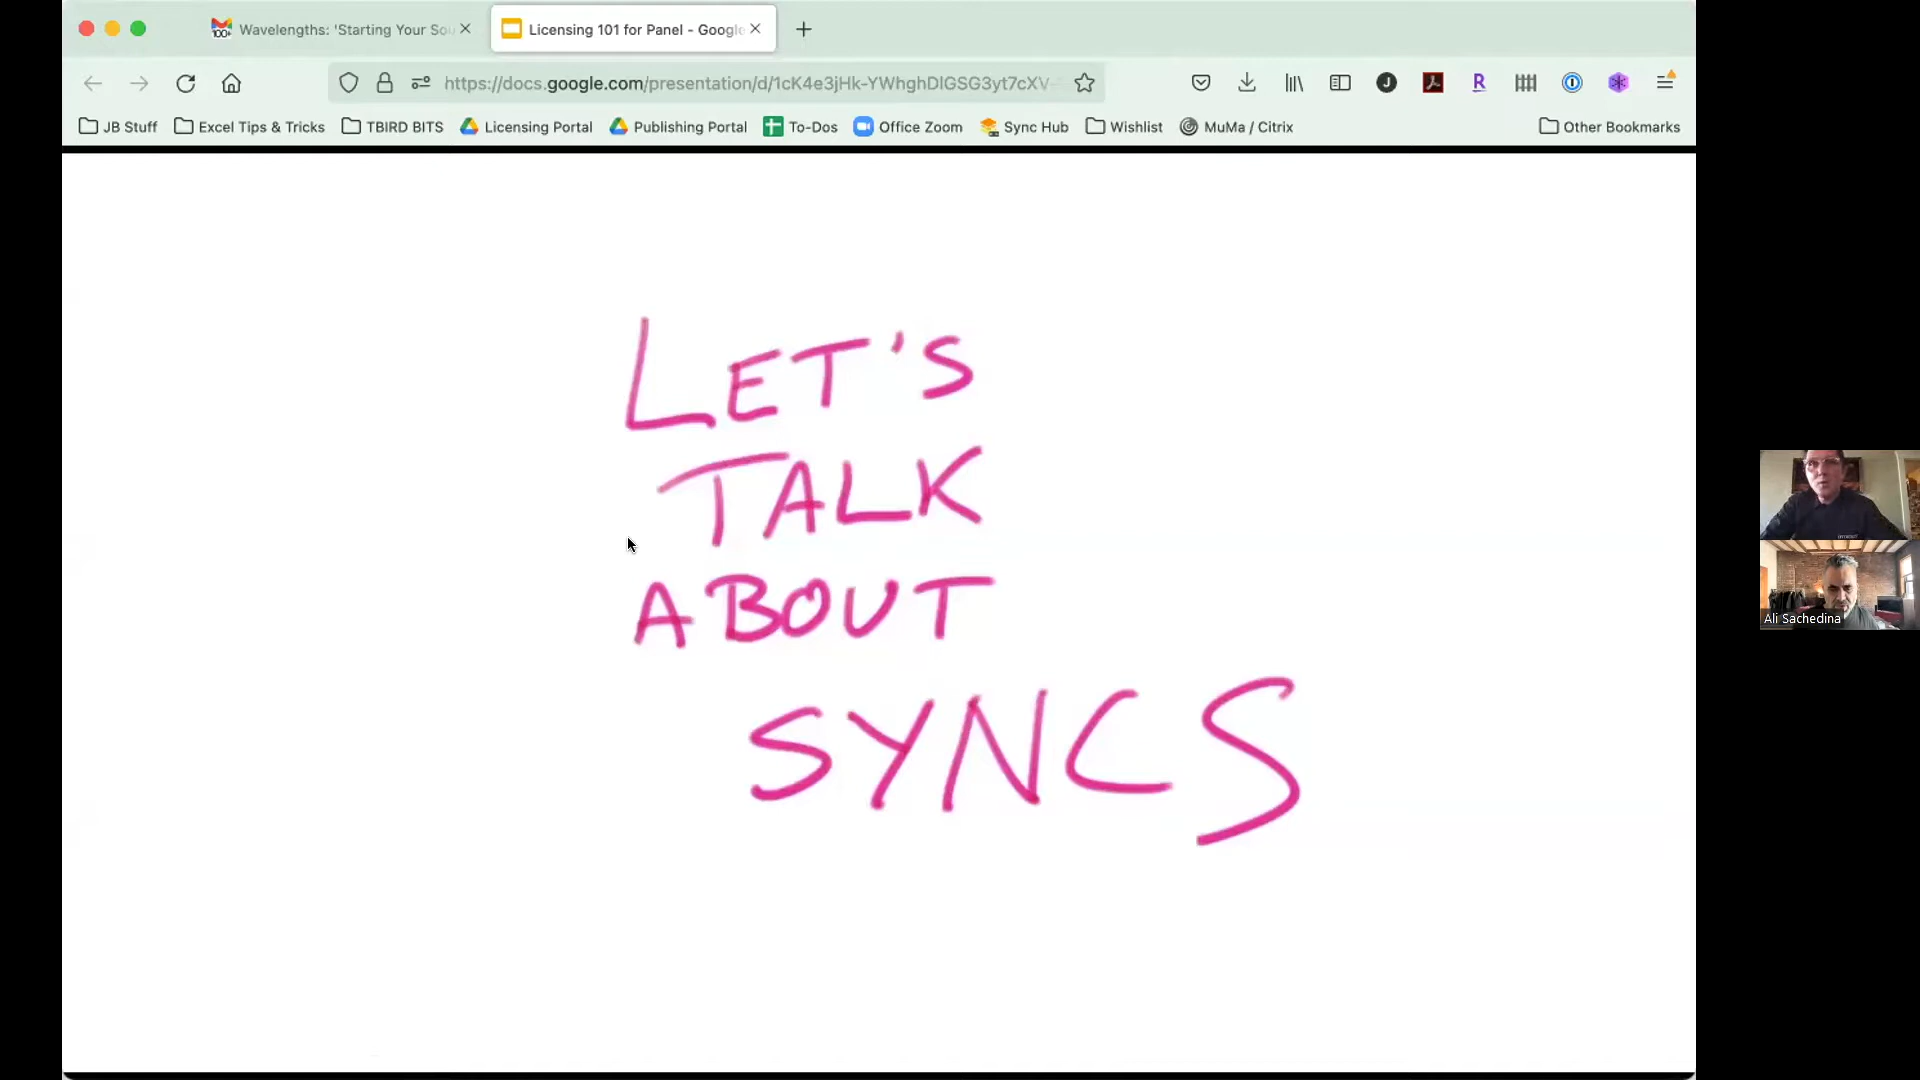 Wavelengths: 'Starting Your Sou
Licensing 101 for Panel - Google
https://docs.google.com/presentation/d/1cK4e3jHk-YWhghDlGSG3yt7cXV-
JB Stuff
Excel Tips & Tricks
TBIRD BITS
Licensing Portal
Publishing Portal
To-Dos
Office Zoom
Sync Hub
Wishlist
MuMa / Citrix
Other Bookmarks
LET'S
TALK
ABOUT
SYNCS
Ali Sachedina